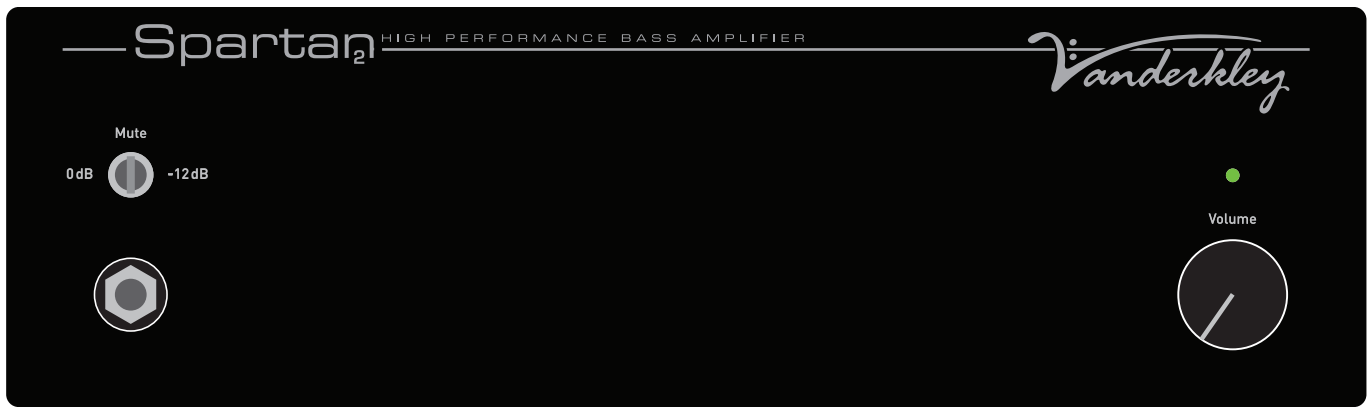 Spartan2 HIGH PERFORMANCE BASS AMPLIFIER
Vanderkley
Mute
0dB -12dB
Volume